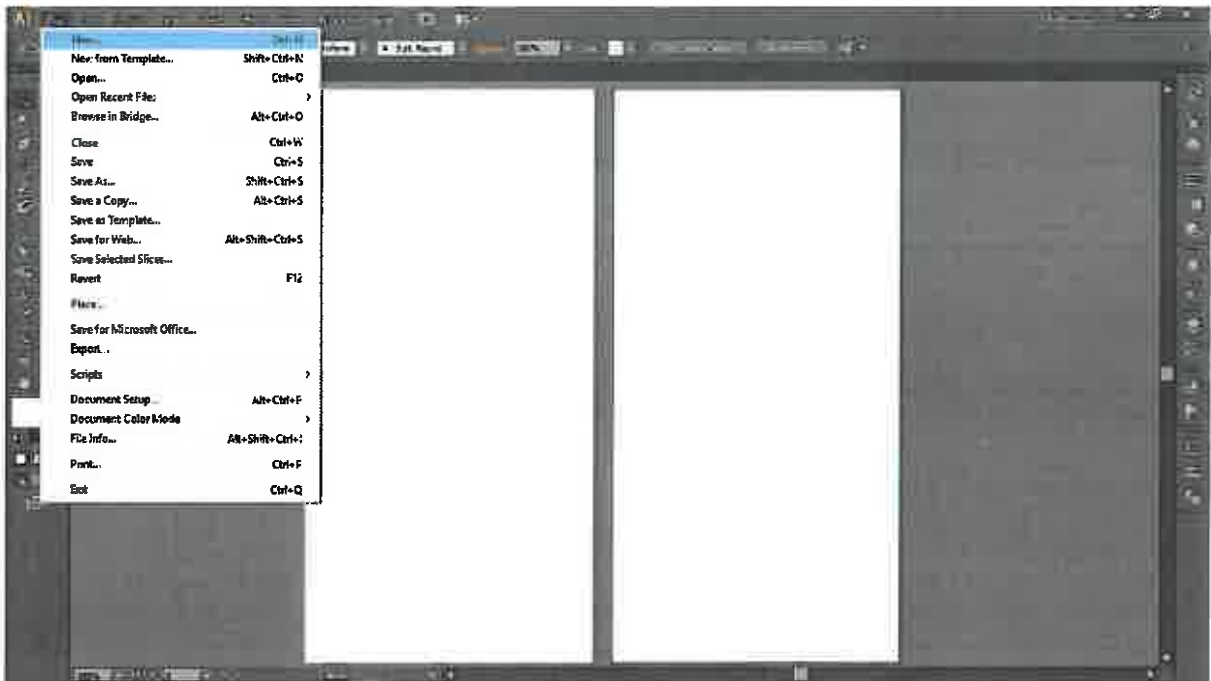 Ai
New... Ctrl+N
New from Template... Shift+Ctrl+N
Open... Ctrl+O
Open Recent Files
Browse in Bridge... Alt+Ctrl+O
Close Ctrl+W
Save Ctrl+S
Save As... Shift+Ctrl+S
Save a Copy... Alt+Ctrl+S
Save as Template...
Save for Web... Alt+Shift+Ctrl+S
Save Selected Slices...
Revert F12
Place...
Save for Microsoft Office...
Export...
Scripts
Document Setup... Alt+Ctrl+P
Document Color Mode
File Info... Alt+Shift+Ctrl+I
Print... Ctrl+P
Exit Ctrl+Q